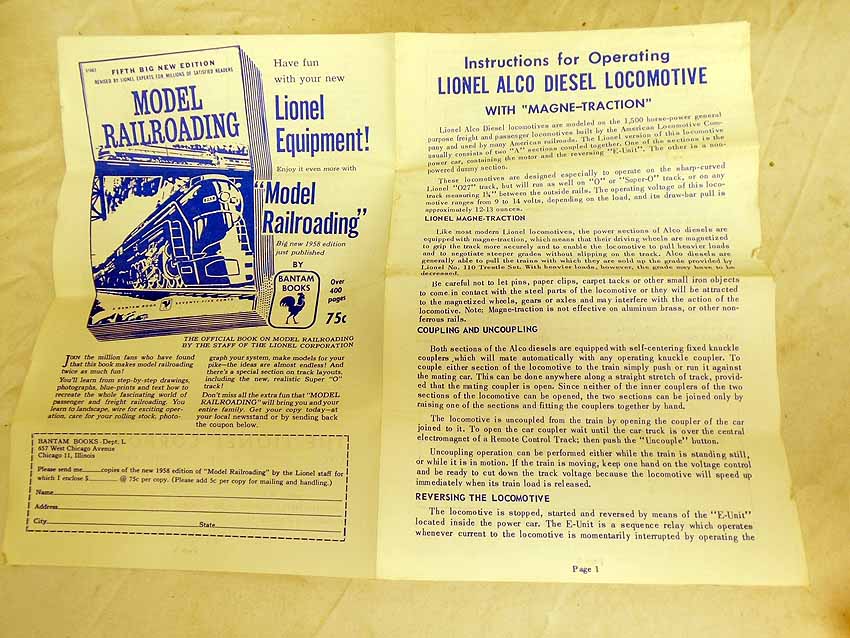 FIFTH BIG NEW EDITION
REVISED BY LIONEL EXPERTS FOR MILLIONS OF SATISFIED READERS
MODEL
RAILROADING
A BANTAM BOOK
SEVENTY-FIVE CENTS
Have fun
with your new
Lionel
Equipment!
Enjoy it even more with
"Model
Railroading"
Big new 1958 edition
just published
BY
BANTAM
BOOKS
Over
400
pages
75c
THE OFFICIAL BOOK ON MODEL RAILROADING
BY THE STAFF OF THE LIONEL CORPORATION
JOIN the million fans who have found
that this book makes model railroading
twice as much fun!
You'll learn from step-by-step drawings,
photographs, blue-prints and text how to
recreate the whole fascinating world of
passenger and freight railroading. You
learn to landscape, wire for exciting oper-
ation, care for your rolling stock, photo-
graph your system, make models for your
pike—the ideas are almost endless! And
there's a special section on track layouts,
including the new, realistic Super "O"
track!
Don't miss all the extra fun that "MODEL
RAILROADING" will bring you and your
entire family. Get your copy today—at
your local newstand or by sending back
the coupon below.
BANTAM BOOKS-Dept. L
657 West Chicago Avenue
Chicago 11, Illinois
Please send me......copies of the new 1958 edition of "Model Railroading" by the Lionel staff for
which I enclose $............@ 75c per copy. (Please add 5c per copy for mailing and handling.)
Name
Address
City State
Instructions for Operating
LIONEL ALCO DIESEL LOCOMOTIVE
WITH "MAGNE-TRACTION"
Lionel Alco Diesel locomotives are modeled on the 1,500 horse-power general
purpose freight and passenger locomotives built by the American Locomotive Com-
pany and used by many American railroads. The Lionel version of this locomotive
usually consists of two "A" sections coupled together. One of the sections is the
power car, containing the motor and the reversing "E-Unit". The other is a non-
powered dummy section.
These locomotives are designed especially to operate on the sharp-curved
Lionel "O27" track, but will run as well on "O" or "Super-O" track, or on any
track measuring 1¼" between the outside rails. The operating voltage of this loco-
motive ranges from 9 to 14 volts, depending on the load, and its draw-bar pull is
approximately 12-13 ounces.
LIONEL MAGNE-TRACTION
Like most modern Lionel locomotives, the power sections of Alco diesels are
equipped with magne-traction, which means that their driving wheels are magnetized
to grip the track more securely and to enable the locomotive to pull heavier loads
and to negotiate steeper grades without slipping on the track. Alco diesels are
generally able to pull the trains with which they are sold up the grade provided by
Lionel No. 110 Trestle Set. With heavier loads, however, the grade may have to be
decreased.
Be careful not to let pins, paper clips, carpet tacks or other small iron objects
to come in contact with the steel parts of the locomotive or they will be attracted
to the magnetized wheels, gears or axles and may interfere with the action of the
locomotive. Note: Magne-traction is not effective on aluminum brass, or other non-
ferrous rails.
COUPLING AND UNCOUPLING
Both sections of the Alco diesels are equipped with self-centering fixed knuckle
couplers ,which will mate automatically with any operating knuckle coupler. To
couple either section of the locomotive to the train simply push or run it against
the mating car. This can be done anywhere along a straight stretch of track, provid-
ed that the mating coupler is open. Since neither of the inner couplers of the two
sections of the locomotive can be opened, the two sections can be joined only by
raising one of the sections and fitting the couplers together by hand.
The locomotive is uncoupled from the train by opening the coupler of the car
joined to it. To open the car coupler wait until the car truck is over the central
electromagnet of a Remote Control Track; then push the "Uncouple" button.
Uncoupling operation can be performed either while the train is standing still,
or while it is in motion. If the train is moving, keep one hand on the voltage control
and be ready to cut down the track voltage because the locomotive will speed up
immediately when its train load is released.
REVERSING THE LOCOMOTIVE
The locomotive is stopped, started and reversed by means of the "E-Unit"
located inside the power car. The E-Unit is a sequence relay which operates
whenever current to the locomotive is momentarily interrupted by operating the
Page 1